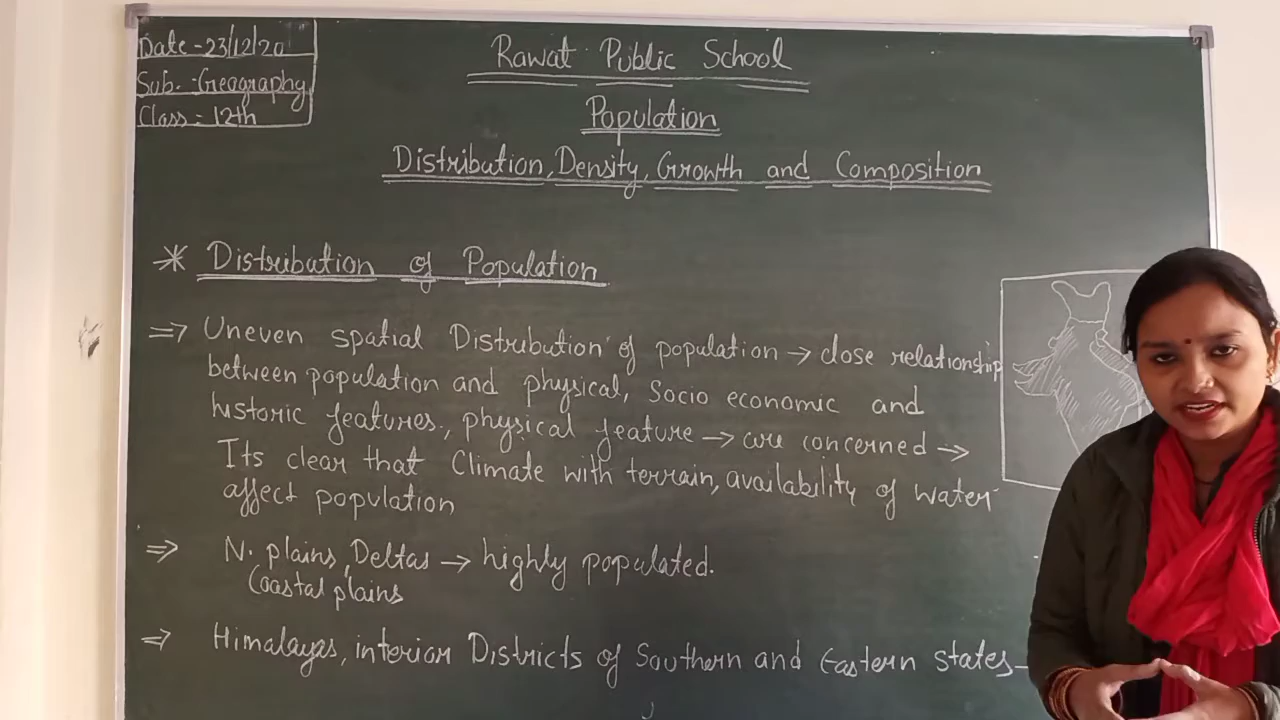 Date - 23/12/20
Sub. : Geography
Class : 12th
Rawat Public School
Population
Distribution, Density, Growth and Composition
* Distribution of Population
⇒ Uneven spatial Distribution of population → close relationship
between population and physical, Socio economic and
historic features, physical feature → are concerned →
Its clear that Climate with terrain, availability of water
affect population
⇒ N. plains, Deltas → highly populated.
Coastal plains
⇒ Himalayas, interior Districts of Southern and Eastern states -